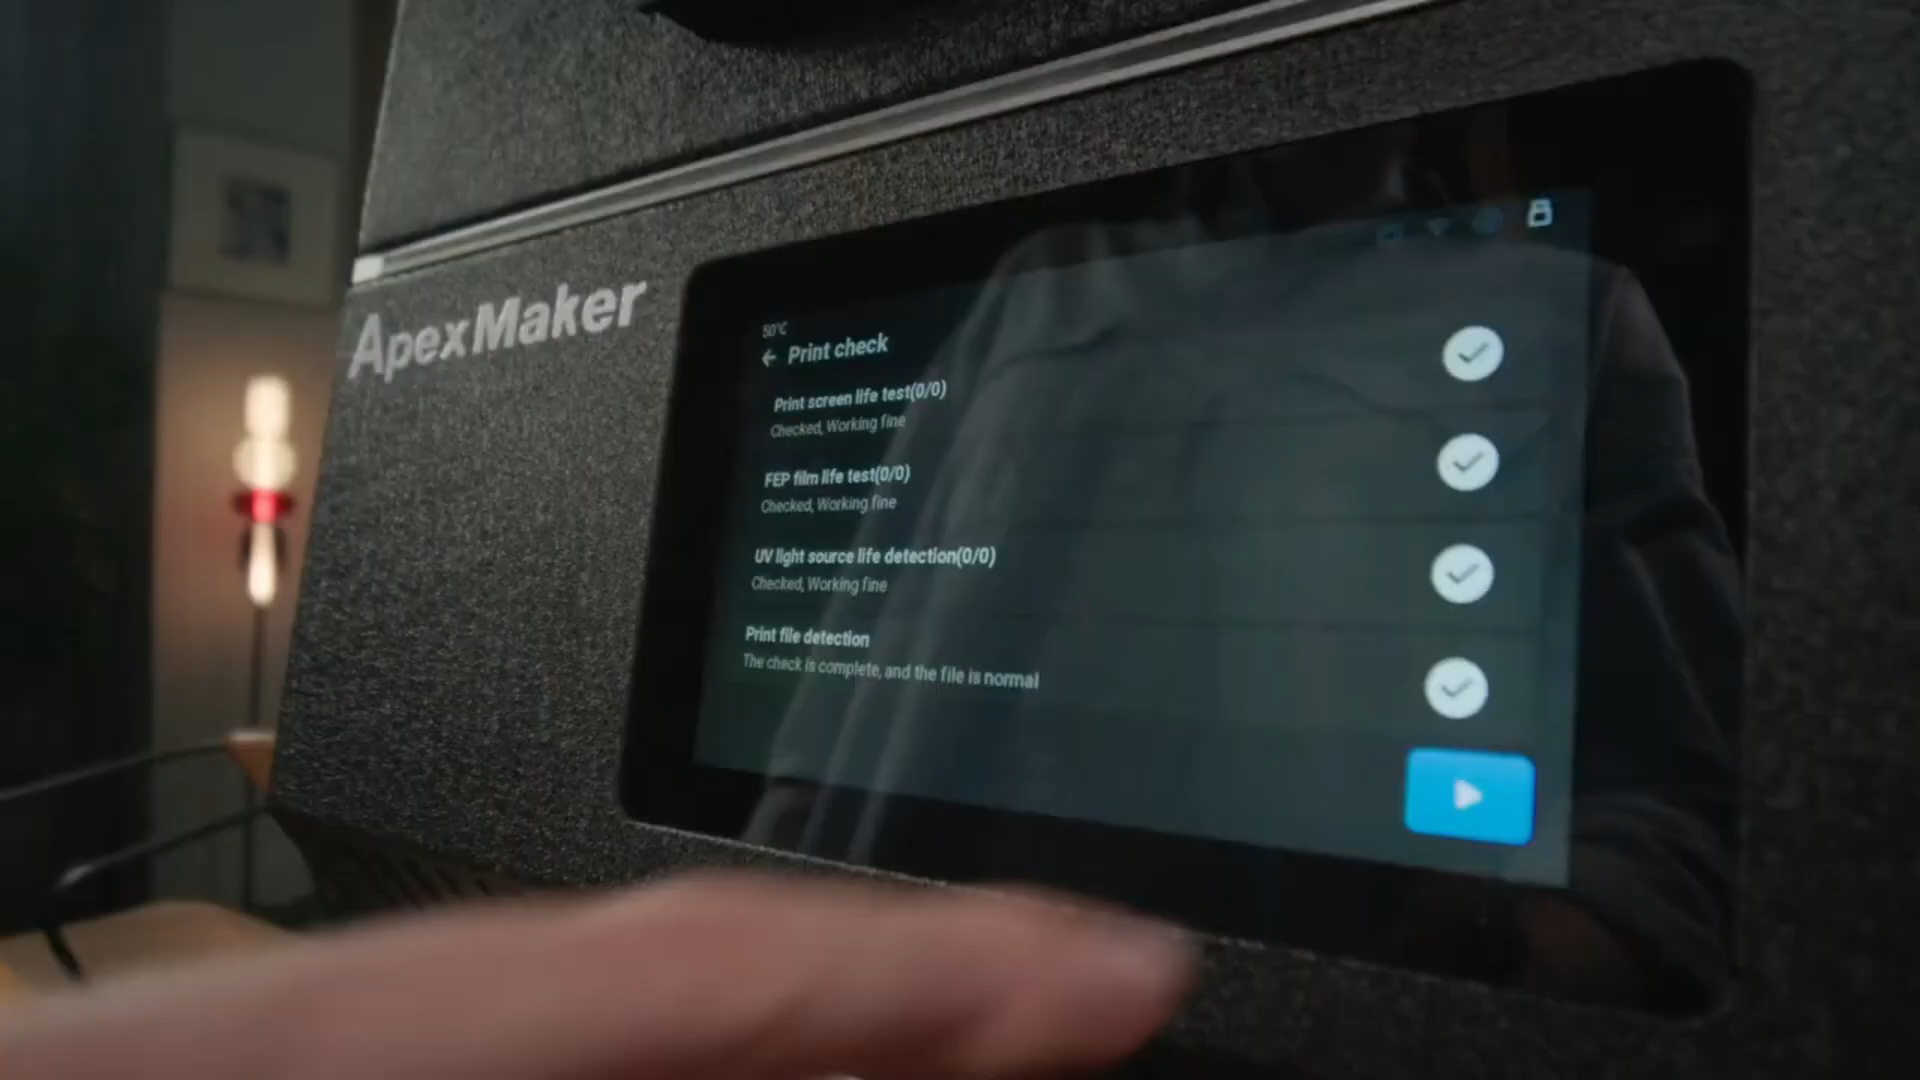 ApexMaker
50°C
Print check
Print screen life test(0/0)
Checked, Working fine
FEP film life test(0/0)
Checked, Working fine
UV light source life detection(0/0)
Checked, Working fine
Print file detection
The check is complete, and the file is normal